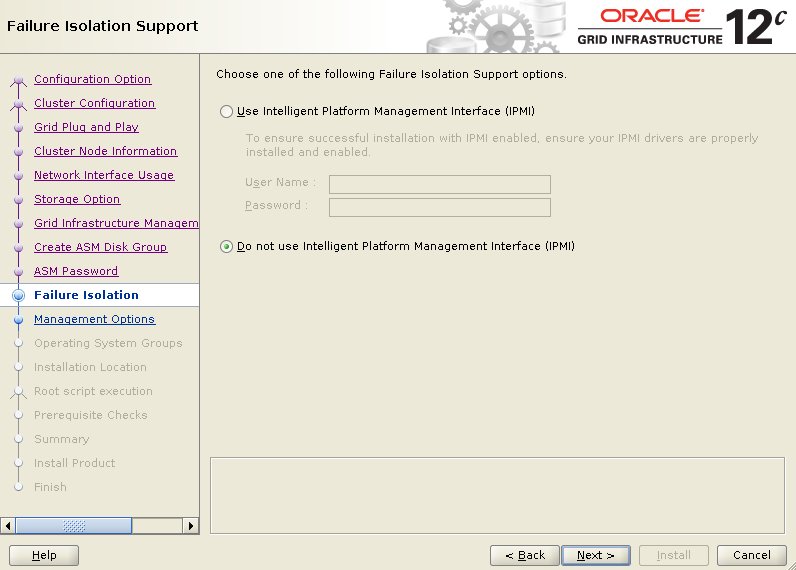 Failure Isolation Support
ORACLE®
GRID INFRASTRUCTURE 12c
Configuration Option
Cluster Configuration
Grid Plug and Play
Cluster Node Information
Network Interface Usage
Storage Option
Grid Infrastructure Managem
Create ASM Disk Group
ASM Password
Failure Isolation
Management Options
Operating System Groups
Installation Location
Root script execution
Prerequisite Checks
Summary
Install Product
Finish
Choose one of the following Failure Isolation Support options.
Use Intelligent Platform Management Interface (IPMI)
To ensure successful installation with IPMI enabled, ensure your IPMI drivers are properly
installed and enabled.
User Name :
Password :
Do not use Intelligent Platform Management Interface (IPMI)
Help
< Back
Next >
Install
Cancel